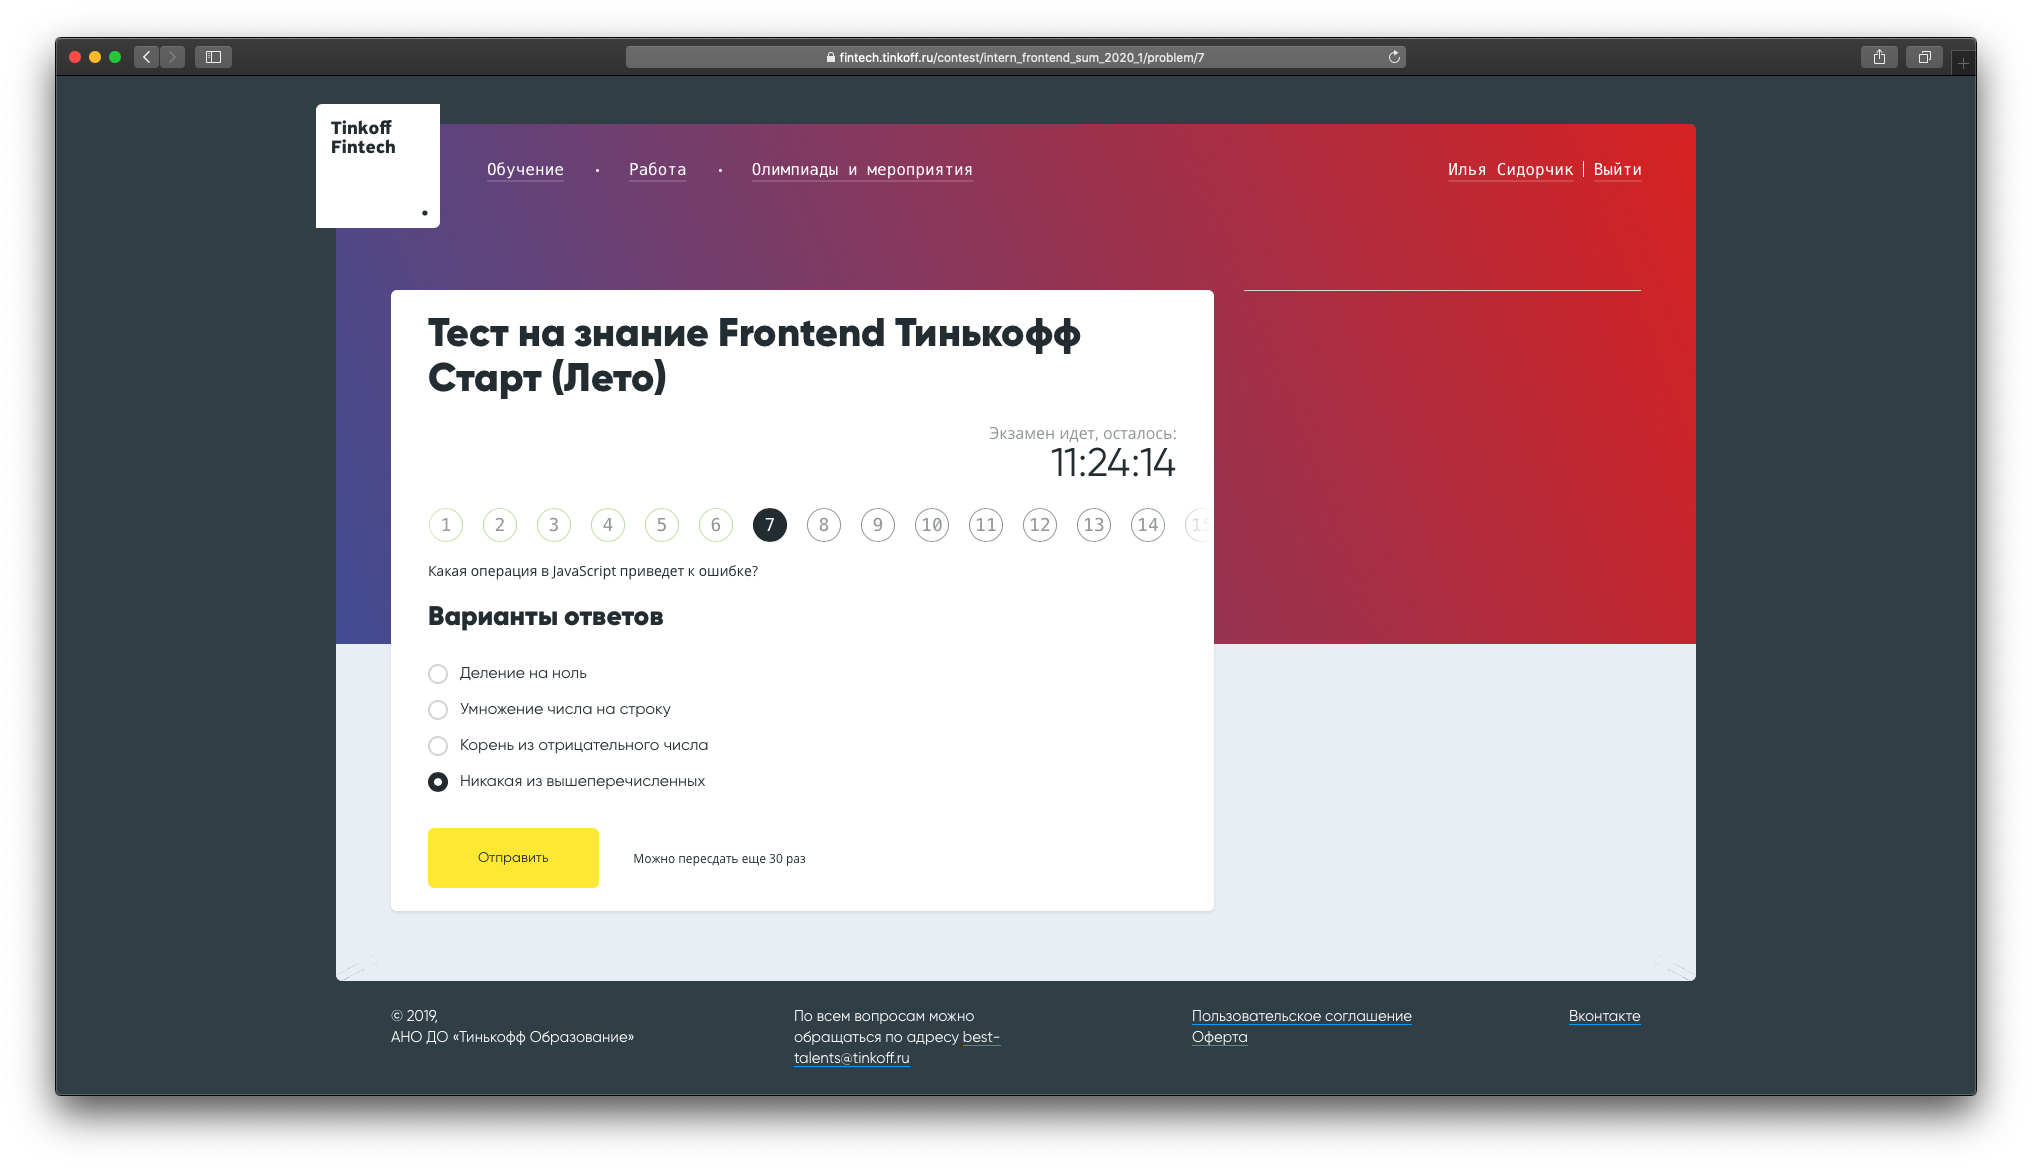 fintech.tinkoff.ru/contest/intern_frontend_sum_2020_1/problem/7
Tinkoff
Fintech
Обучение · Работа · Олимпиады и мероприятия
Илья Сидорчик | Выйти
Тест на знание Frontend Тинькофф
Старт (Лето)
Экзамен идет, осталось:
11:24:14
1 2 3 4 5 6 7 8 9 10 11 12 13 14 15
Какая операция в JavaScript приведет к ошибке?
Варианты ответов
Деление на ноль
Умножение числа на строку
Корень из отрицательного числа
Никакая из вышеперечисленных
Отправить
Можно пересдать еще 30 раз
© 2019,
АНО ДО «Тинькофф Образование»
По всем вопросам можно
обращаться по адресу best-
talents@tinkoff.ru
Пользовательское соглашение
Оферта
Вконтакте